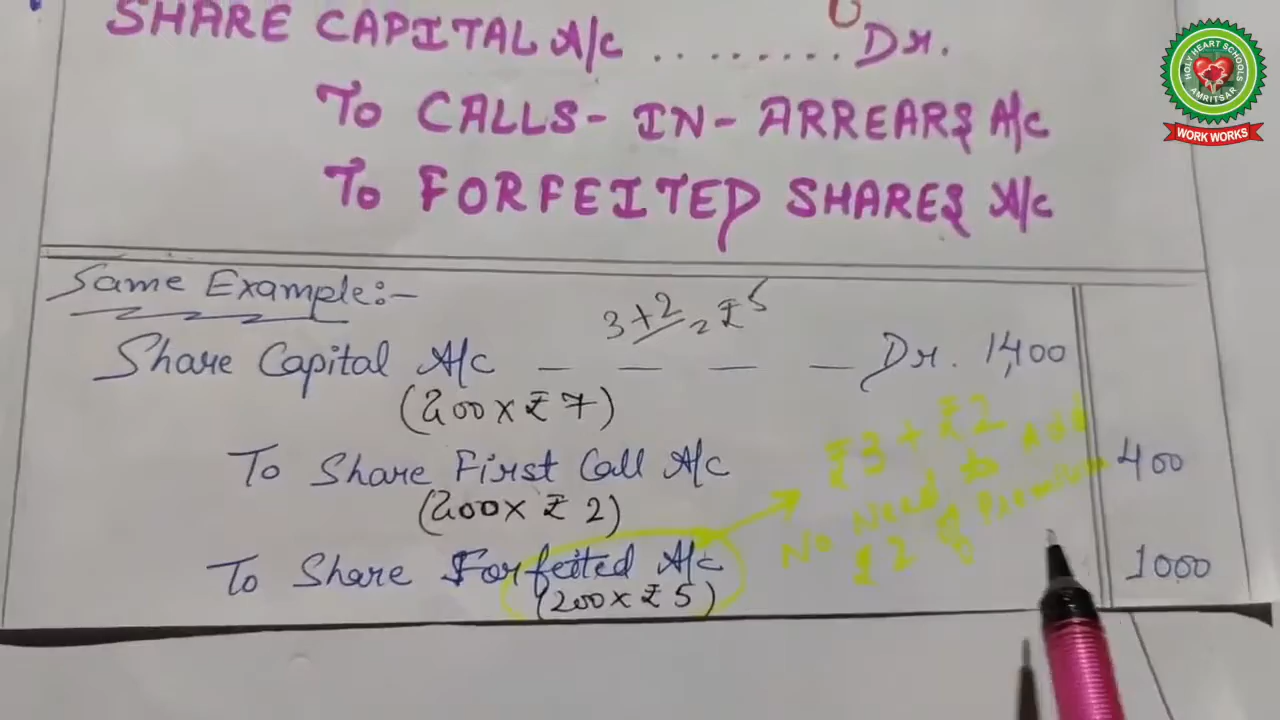 SHARE CAPITAL A/c ......... Dr.
To CALLS-IN-ARREARS A/c
To FORFEITED SHARES A/c
Same Example:-
3+2 = ₹5
Share Capital A/c — — — — Dr. 1,400
(200 x ₹ 7)
To Share First Call A/c 400
(200 x ₹ 2)
To Share Forfeited A/c 1000
(200 x ₹ 5)
₹3 + ₹2
No Need to Add
₹2 of Premium
HOLY HEART SCHOOLS
AMRITSAR
WORK WORKS